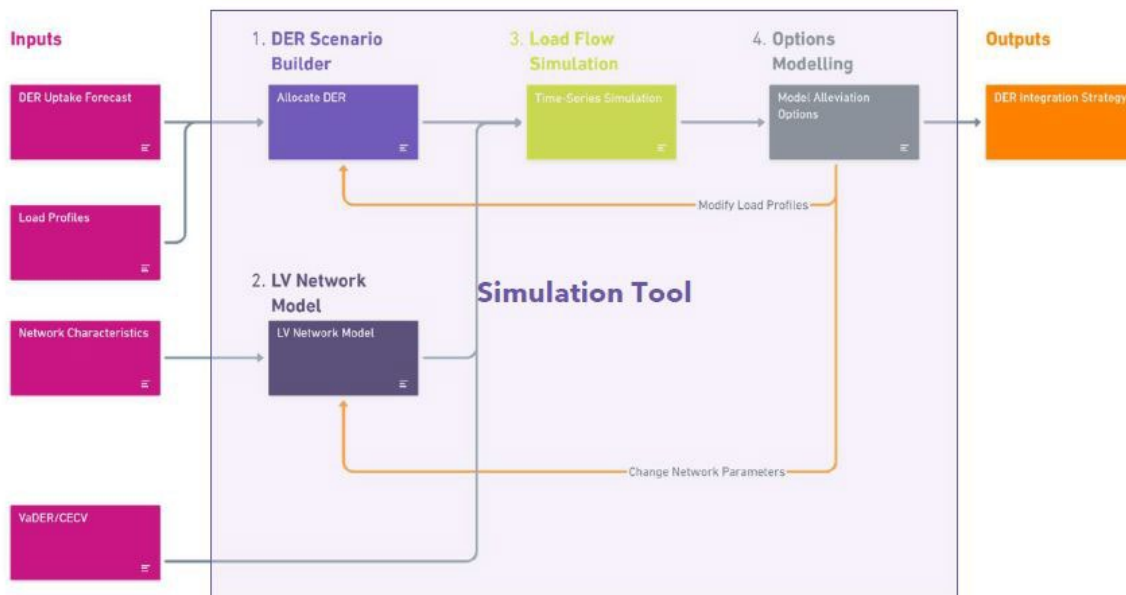 Inputs
1. DER Scenario
Builder
3. Load Flow
Simulation
4. Options
Modelling
Outputs
DER Uptake Forecast
Allocate DER
Time-Series Simulation
Model Alleviation
Options
DER Integration Strategy
Load Profiles
Modify Load Profiles
2. LV Network
Model
Simulation Tool
Network Characteristics
LV Network Model
Change Network Parameters
VaDER/CECV